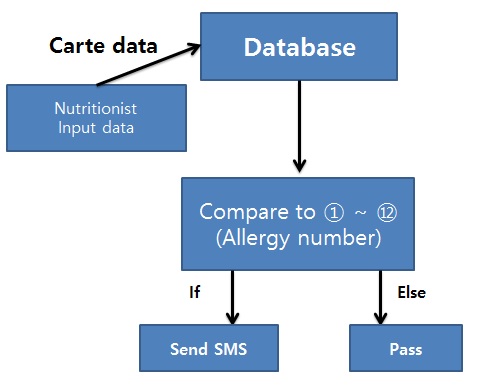 Carte data
Database
Nutritionist
Input data
Compare to ① ~ ⑫
(Allergy number)
If
Else
Send SMS
Pass